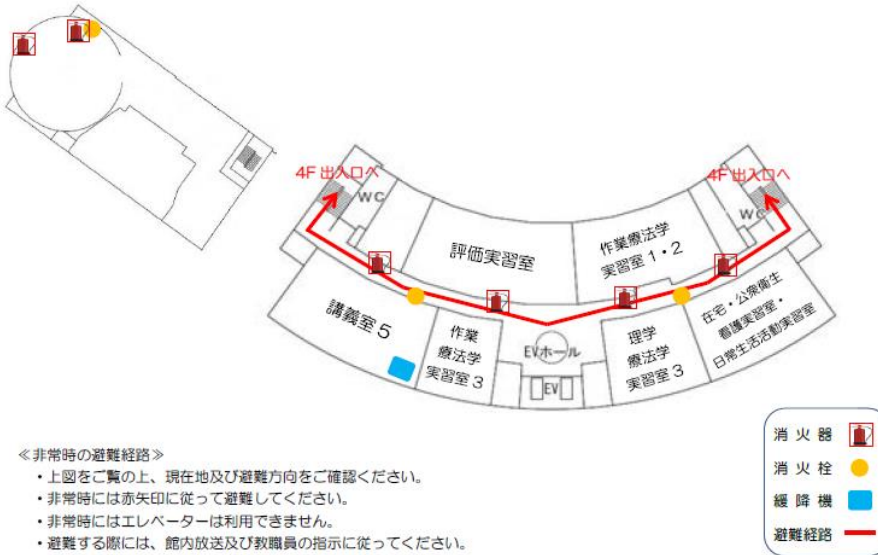 4F 出入口へ
4F 出入口へ
WC
WC
評価実習室
作業療法学
実習室 1・2
講義室 5
作業
療法学
実習室 3
EVホール
EV
理学
療法学
実習室 3
在宅・公衆衛生
看護実習室・
日常生活活動実習室
≪非常時の避難経路≫
・上図をご覧の上、現在地及び避難方向をご確認ください。
・非常時には赤矢印に従って避難してください。
・非常時にはエレベーターは利用できません。
・避難する際には、館内放送及び教職員の指示に従ってください。
消火器
消火栓
緩降機
避難経路